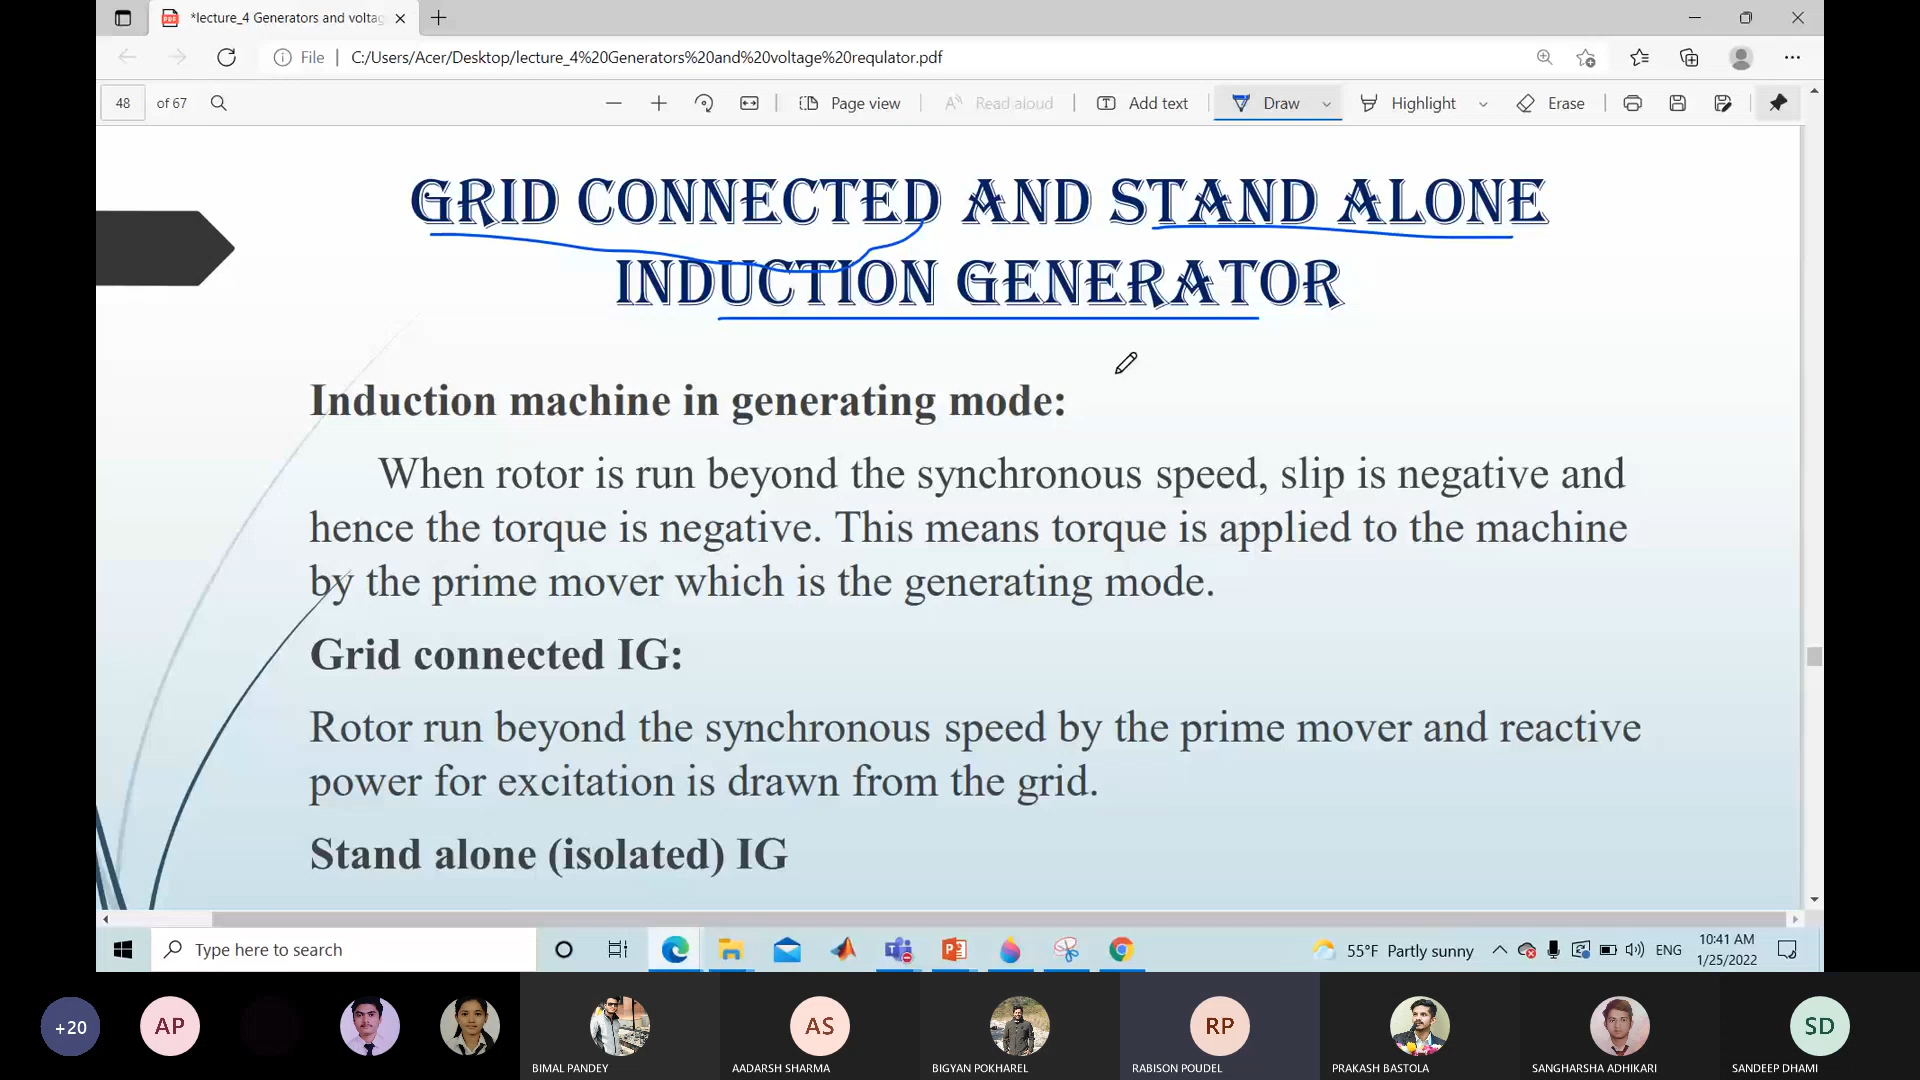 *lecture_4 Generators and volta
File
C:/Users/Acer/Desktop/lecture_4%20Generators%20and%20voltage%20requlator.pdf
48 of 67
Page view
Read aloud
Add text
Draw
Highlight
Erase
GRID CONNECTED AND STAND ALONE
INDUCTION GENERATOR
Induction machine in generating mode:
When rotor is run beyond the synchronous speed, slip is negative and
hence the torque is negative. This means torque is applied to the machine
by the prime mover which is the generating mode.
Grid connected IG:
Rotor run beyond the synchronous speed by the prime mover and reactive
power for excitation is drawn from the grid.
Stand alone (isolated) IG
Type here to search
55°F Partly sunny
ENG
10:41 AM
1/25/2022
+20
AP
AS
RP
SD
BIMAL PANDEY
AADARSH SHARMA
BIGYAN POKHAREL
RABISON POUDEL
PRAKASH BASTOLA
SANGHARSHA ADHIKARI
SANDEEP DHAMI